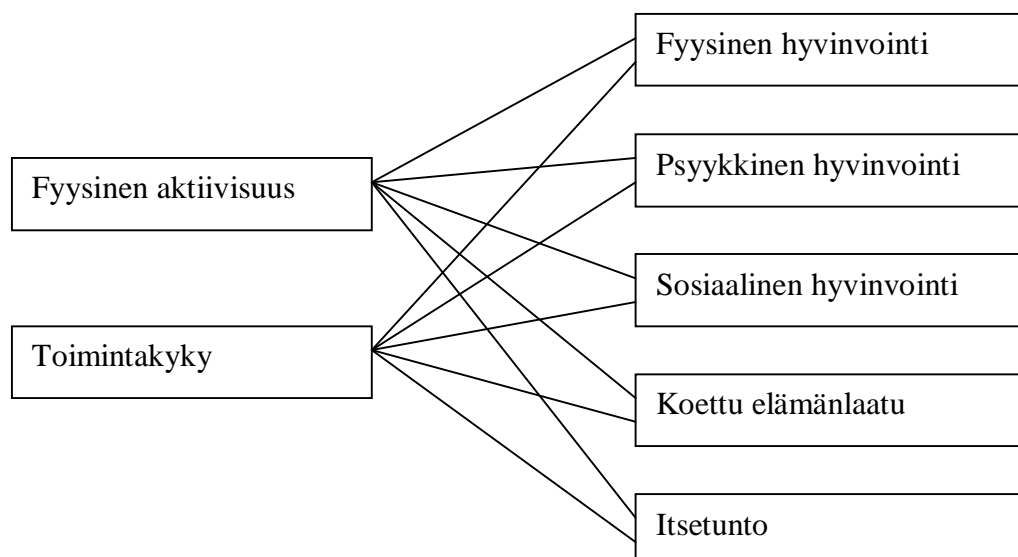 Fyysinen aktiivisuus
Toimintakyky
Fyysinen hyvinvointi
Psyykkinen hyvinvointi
Sosiaalinen hyvinvointi
Koettu elämänlaatu
Itsetunto